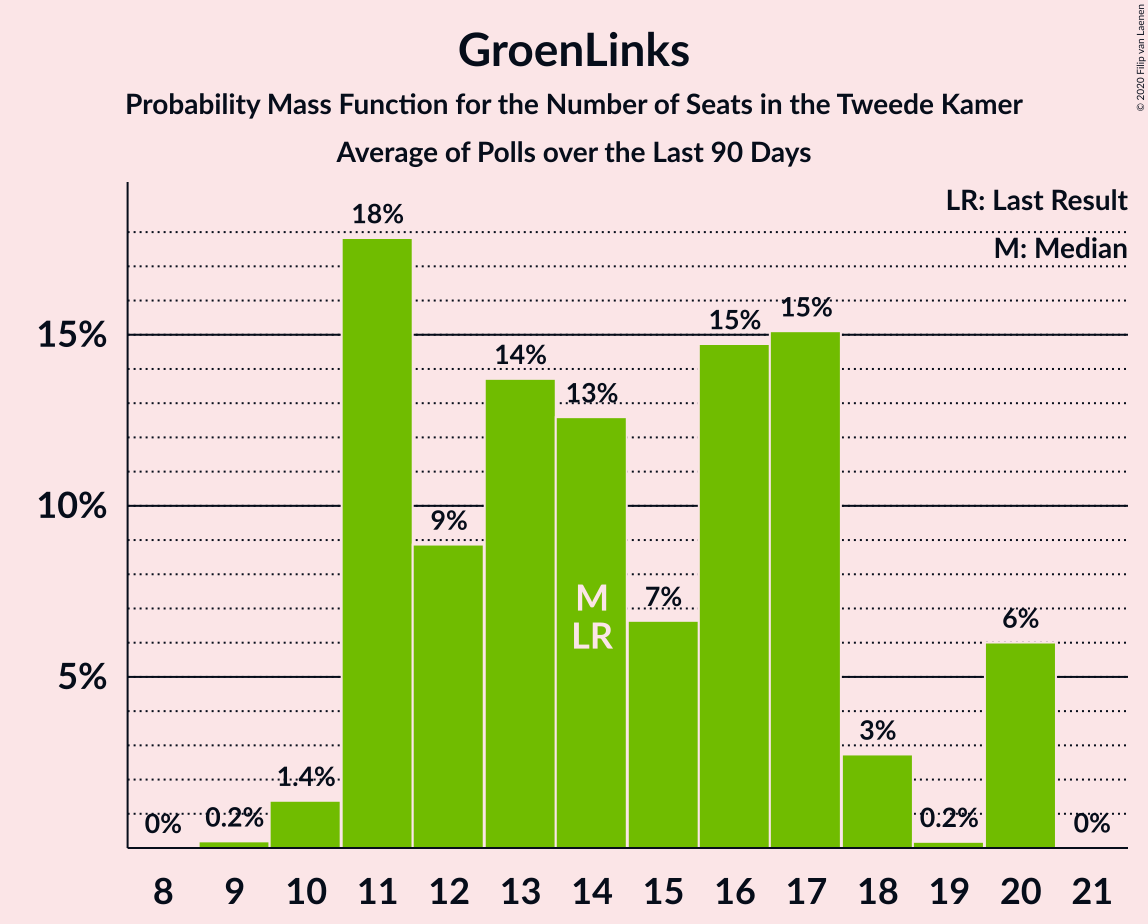 GroenLinks
Probability Mass Function for the Number of Seats in the Tweede Kamer
Average of Polls over the Last 90 Days
© 2020 Filip van Laenen
LR: Last Result
M: Median
18%
15%
15%
15%
14%
13%
10%
9%
M
LR
7%
6%
5%
3%
1.4%
0%
0.2%
0.2%
0%
8 9 10 11 12 13 14 15 16 17 18 19 20 21